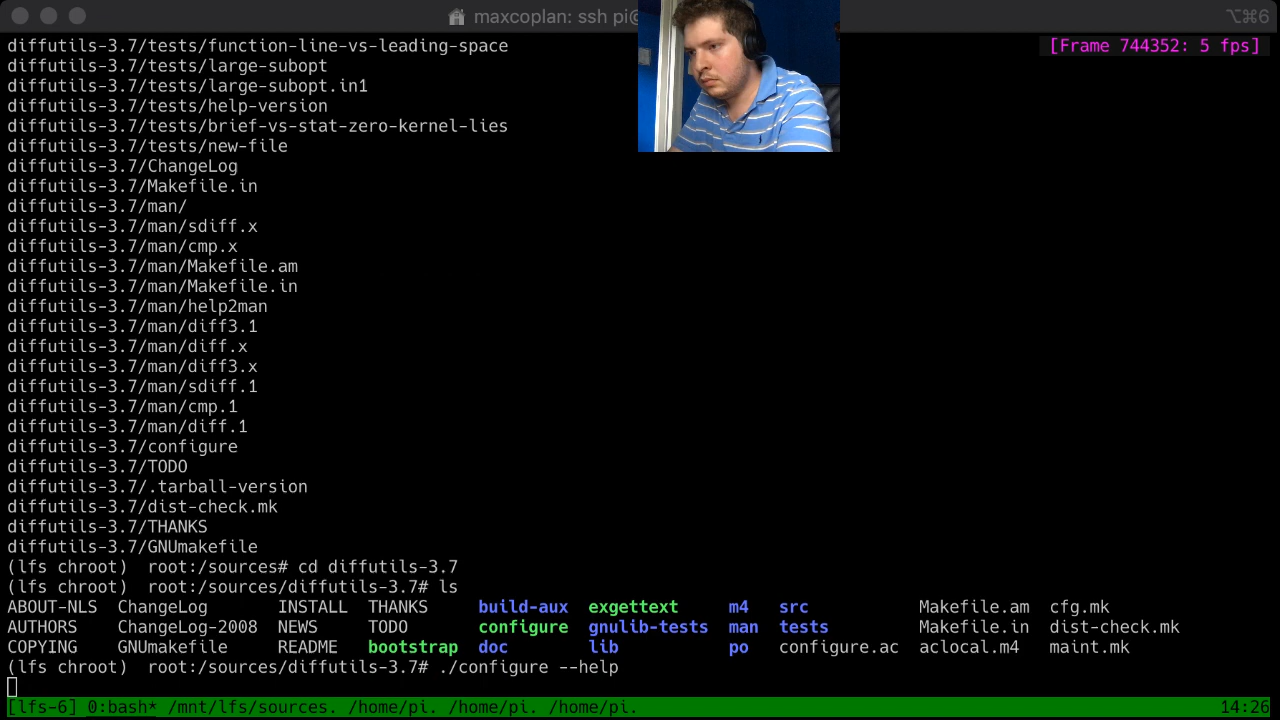 maxcoplan: ssh pi@ ⌥⌘6
diffutils-3.7/tests/function-line-vs-leading-space [Frame 744352: 5 fps]
diffutils-3.7/tests/large-subopt
diffutils-3.7/tests/large-subopt.in1
diffutils-3.7/tests/help-version
diffutils-3.7/tests/brief-vs-stat-zero-kernel-lies
diffutils-3.7/tests/new-file
diffutils-3.7/ChangeLog
diffutils-3.7/Makefile.in
diffutils-3.7/man/
diffutils-3.7/man/sdiff.x
diffutils-3.7/man/cmp.x
diffutils-3.7/man/Makefile.am
diffutils-3.7/man/Makefile.in
diffutils-3.7/man/help2man
diffutils-3.7/man/diff3.1
diffutils-3.7/man/diff.x
diffutils-3.7/man/diff3.x
diffutils-3.7/man/sdiff.1
diffutils-3.7/man/cmp.1
diffutils-3.7/man/diff.1
diffutils-3.7/configure
diffutils-3.7/TODO
diffutils-3.7/.tarball-version
diffutils-3.7/dist-check.mk
diffutils-3.7/THANKS
diffutils-3.7/GNUmakefile
(lfs chroot)  root:/sources# cd diffutils-3.7
(lfs chroot)  root:/sources/diffutils-3.7# ls
ABOUT-NLS  ChangeLog       INSTALL  THANKS     build-aux  exgettext     m4   src           Makefile.am  cfg.mk
AUTHORS    ChangeLog-2008  NEWS     TODO       configure  gnulib-tests  man  tests         Makefile.in  dist-check.mk
COPYING    GNUmakefile     README   bootstrap  doc        lib           po   configure.ac  aclocal.m4   maint.mk
(lfs chroot)  root:/sources/diffutils-3.7# ./configure --help
[lfs-6] 0:bash* /mnt/lfs/sources. /home/pi. /home/pi. /home/pi. 14:26